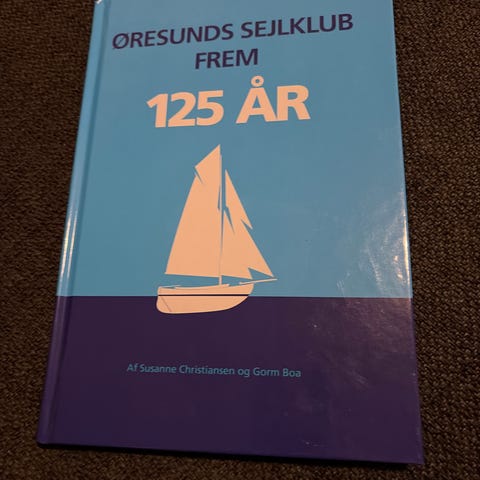 ØRESUNDS SEJLKLUB
FREM
125 ÅR
Af Susanne Christiansen og Gorm Boa